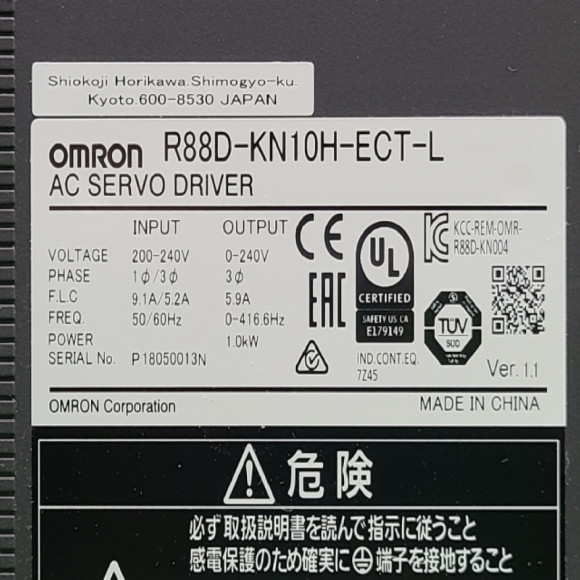 Shiokoji Horikawa.Shimogyo-ku.
Kyoto.600-8530 JAPAN
OMRON R88D-KN10H-ECT-L
AC SERVO DRIVER
INPUT OUTPUT
VOLTAGE 200-240V 0-240V
PHASE 1ϕ/3ϕ 3ϕ
F.L.C 9.1A/5.2A 5.9A
FREQ. 50/60Hz 0-416.6Hz
POWER 1.0kW
SERIAL No. P18050013N
CE
EAC
UL
CERTIFIED
SAFETY US CA
E179149
IND.CONT.EQ.
7Z45
KCC-REM-OMR-
R88D-KN004
TÜV
SÜD
Ver. 1.1
OMRON Corporation MADE IN CHINA
危険
必ず取扱説明書を読んで指示に従うこと
感電保護のため確実に⏚端子を接地すること